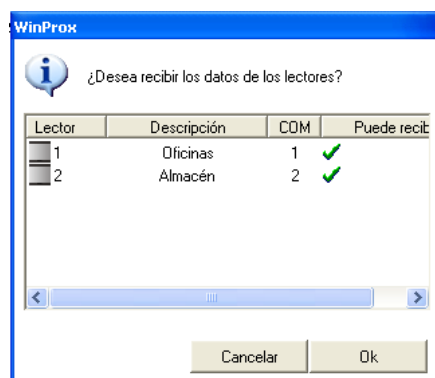 WinProx
¿Desea recibir los datos de los lectores?
Lector Descripción COM Puede recib
1 Oficinas 1
2 Almacén 2
Cancelar Ok